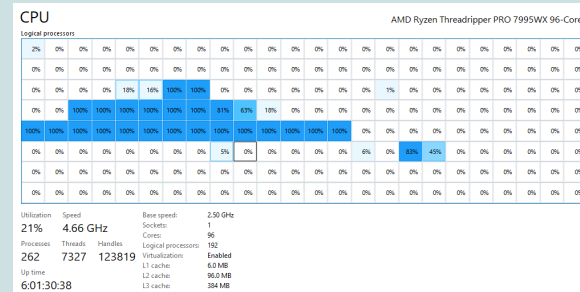 CPU
AMD Ryzen Threadripper PRO 7995WX 96-Core
Logical processors
2% 0% 0% 0% 0% 0% 0% 0% 0% 0% 0% 0% 0% 0% 0% 0% 0% 0% 0% 0% 0% 0% 0% 0%
0% 0% 0% 0% 0% 0% 0% 0% 0% 0% 0% 0% 0% 0% 0% 0% 0% 0% 0% 0% 0% 0% 0% 0%
0% 0% 0% 0% 18% 16% 100% 100% 0% 0% 0% 0% 0% 0% 0% 1% 0% 0% 0% 0% 0% 0% 0% 0%
0% 0% 100% 100% 100% 100% 100% 100% 81% 63% 18% 0% 0% 0% 0% 0% 0% 0% 0% 0% 0% 0% 0% 0%
100% 100% 100% 100% 100% 100% 100% 100% 100% 100% 100% 100% 100% 100% 0% 0% 0% 0% 0% 0% 0% 0% 0% 0%
0% 0% 0% 0% 0% 0% 0% 0% 5% 0% 0% 0% 0% 0% 6% 0% 83% 45% 0% 0% 0% 0% 0% 0%
0% 0% 0% 0% 0% 0% 0% 0% 0% 0% 0% 0% 0% 0% 0% 0% 0% 0% 0% 0% 0% 0% 0% 0%
0% 0% 0% 0% 0% 0% 0% 0% 0% 0% 0% 0% 0% 0% 0% 0% 0% 0% 0% 0% 0% 0% 0% 0%
Utilization Speed
21% 4.66 GHz
Processes Threads Handles
262 7327 123819
Up time
6:01:30:38
Base speed: 2.50 GHz
Sockets: 1
Cores: 96
Logical processors: 192
Virtualization: Enabled
L1 cache: 6.0 MB
L2 cache: 96.0 MB
L3 cache: 384 MB